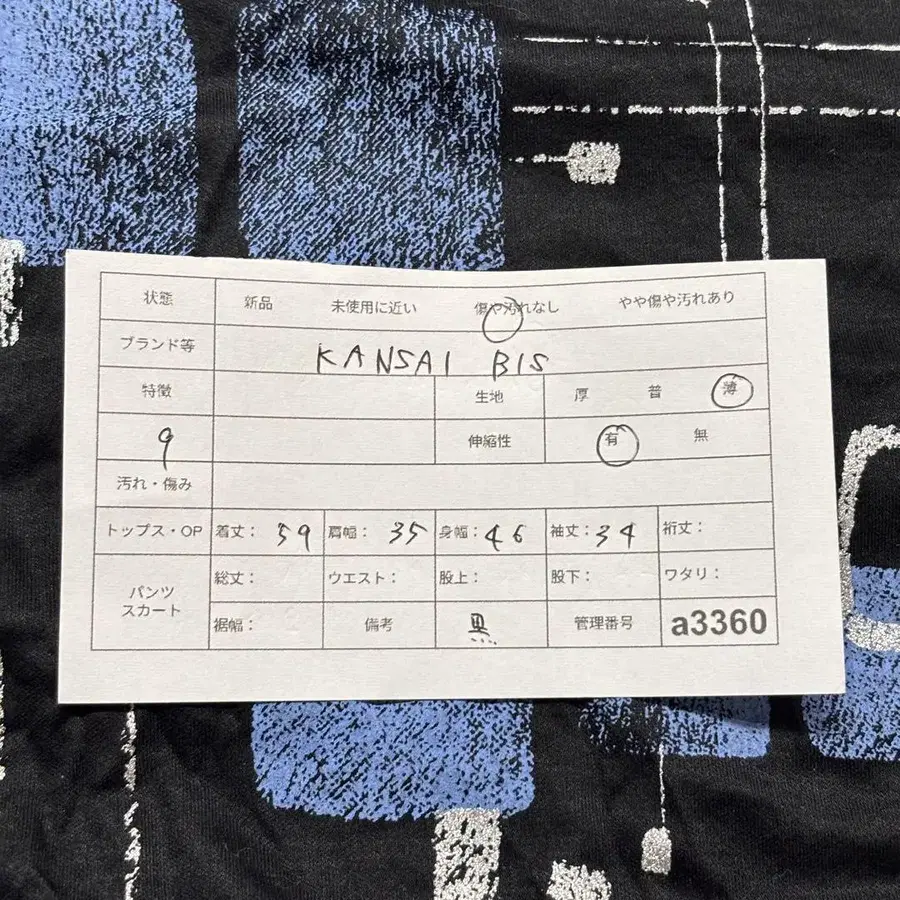 状態 新品 未使用に近い 傷や汚れなし やや傷や汚れあり
ブランド等 KANSAI BIS
特徴 生地 厚 普 薄
9 伸縮性 有 無
汚れ・傷み
トップス・OP 着丈: 59 肩幅: 35 身幅: 46 袖丈: 34 裄丈:
パンツ スカート 総丈: ウエスト: 股上: 股下: ワタリ:
裾幅: 備考 黒 管理番号 a3360